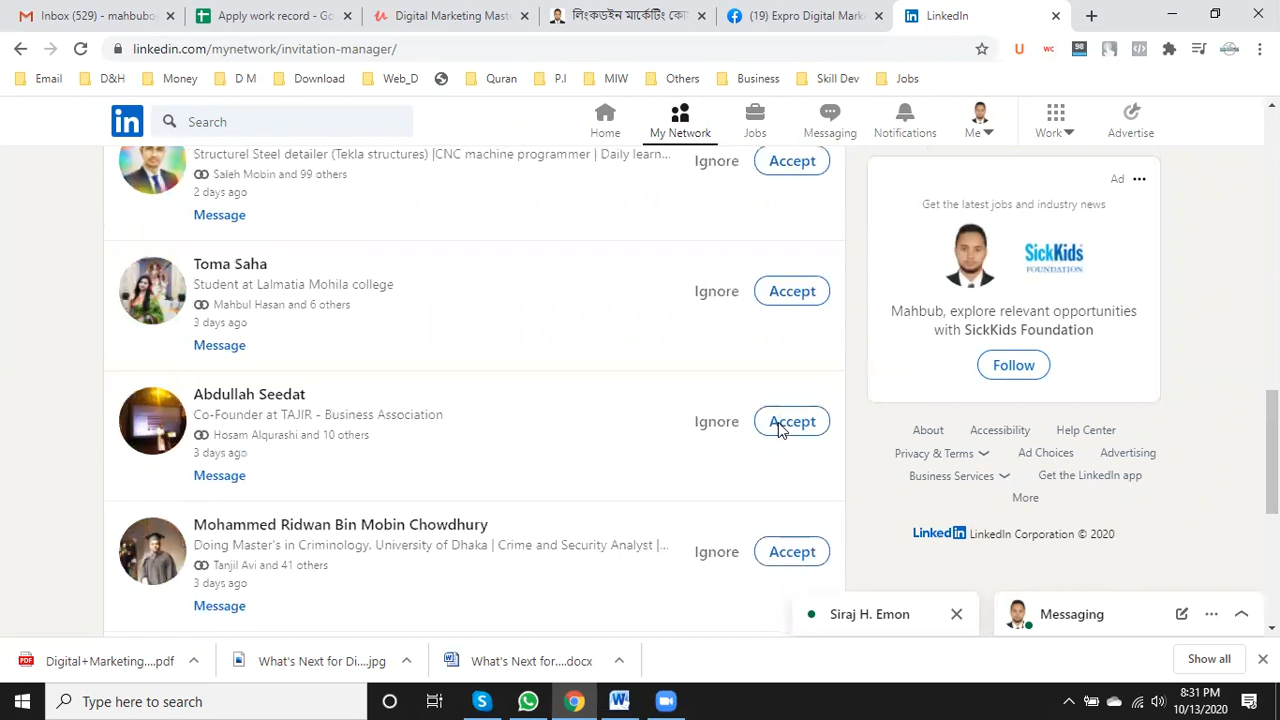 Inbox (529) - mahbubo
Apply work record - Go
Digital Marketing Mast
লিংকডইন মার্কেটিং কো
(19) Expro Digital Mark
LinkedIn
linkedin.com/mynetwork/invitation-manager/
Email
D&H
Money
D M
Download
Web_D
Quran
P.I
MIW
Others
Business
Skill Dev
Jobs
in
Search
Home
My Network
Jobs
Messaging
Notifications
Me
Work
Advertise
Structurel Steel detailer (Tekla structures) |CNC machine programmer | Daily learn...
Saleh Mobin and 99 others
2 days ago
Message
Ignore
Accept
Toma Saha
Student at Lalmatia Mohila college
Mahbul Hasan and 6 others
3 days ago
Message
Ignore
Accept
Abdullah Seedat
Co-Founder at TAJIR - Business Association
Hosam Alqurashi and 10 others
3 days ago
Message
Ignore
Accept
Mohammed Ridwan Bin Mobin Chowdhury
Doing Master's in Criminology, University of Dhaka | Crime and Security Analyst |...
Tanjil Avi and 41 others
3 days ago
Message
Ignore
Accept
Ad
Get the latest jobs and industry news
SickKids
FOUNDATION
Mahbub, explore relevant opportunities
with SickKids Foundation
Follow
About Accessibility Help Center
Privacy & Terms Ad Choices Advertising
Business Services Get the LinkedIn app
More
LinkedIn LinkedIn Corporation © 2020
Siraj H. Emon
Messaging
Digital+Marketing....pdf
What's Next for Di....jpg
What's Next for....docx
Show all
Type here to search
8:31 PM
10/13/2020